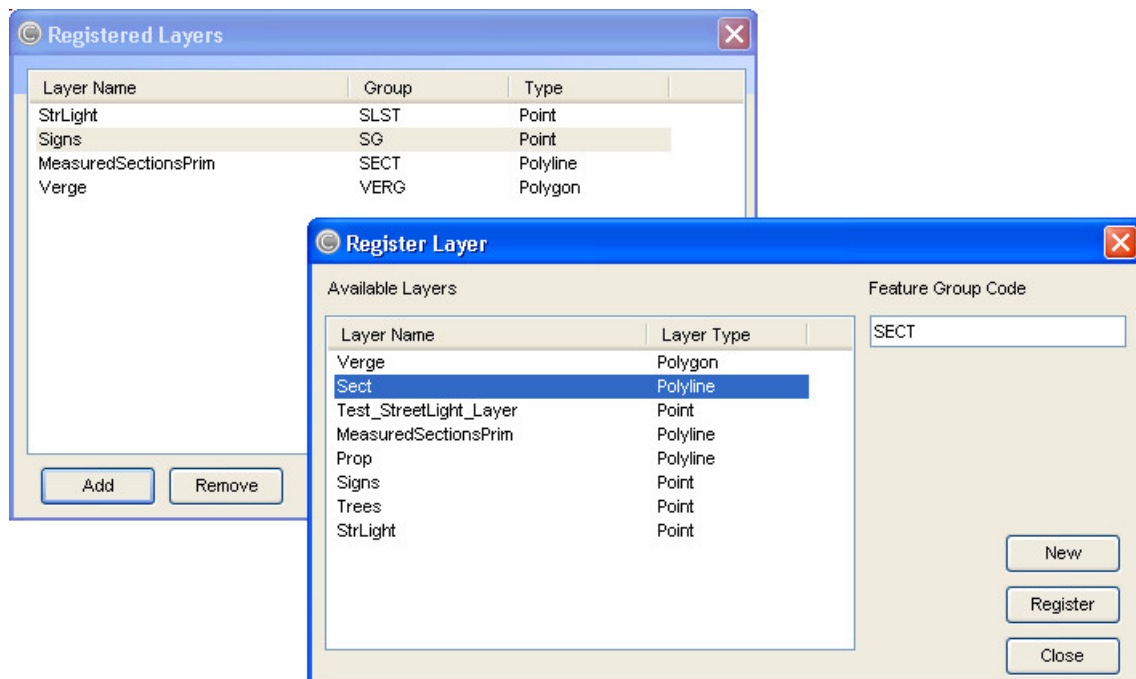 Registered Layers
Layer Name Group Type
StrLight SLST Point
Signs SG Point
MeasuredSectionsPrim SECT Polyline
Verge VERG Polygon
Add Remove
Register Layer
Available Layers
Layer Name Layer Type
Verge Polygon
Sect Polyline
Test_StreetLight_Layer Point
MeasuredSectionsPrim Polyline
Prop Polyline
Signs Point
Trees Point
StrLight Point
Feature Group Code
SECT
New
Register
Close